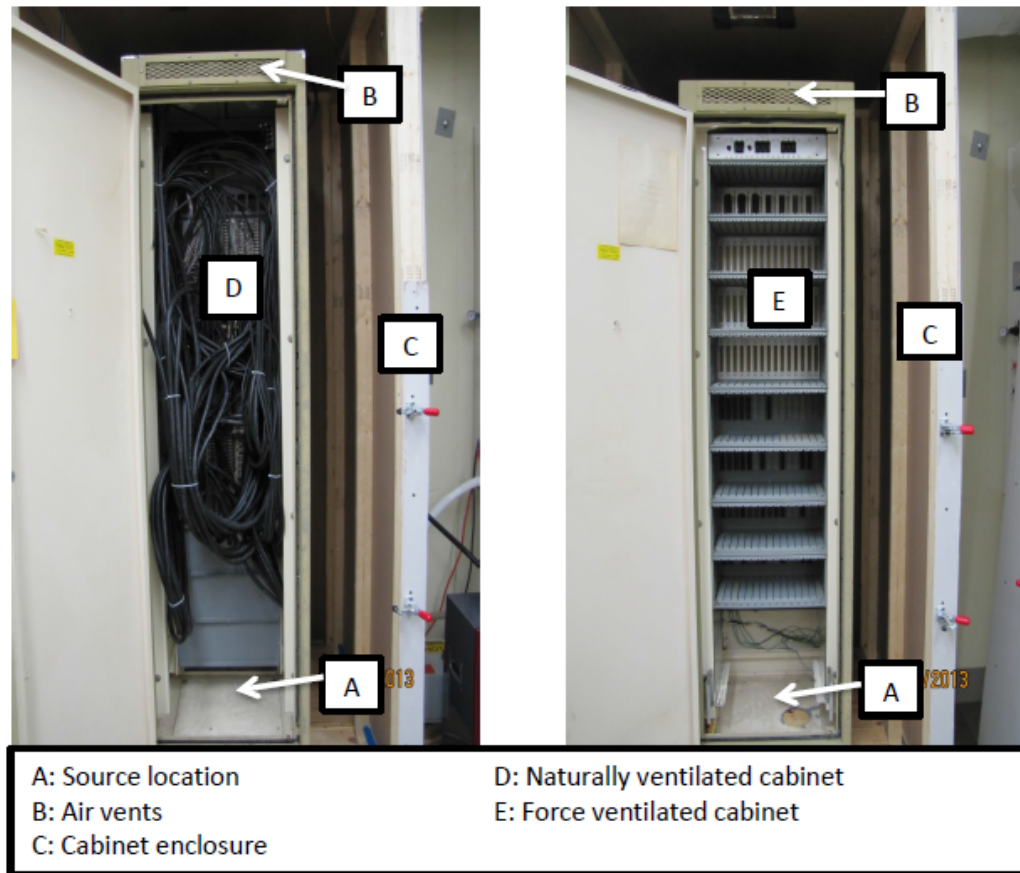 B
D
C
A
013
B
E
C
A
/2013
A: Source location
B: Air vents
C: Cabinet enclosure
D: Naturally ventilated cabinet
E: Force ventilated cabinet